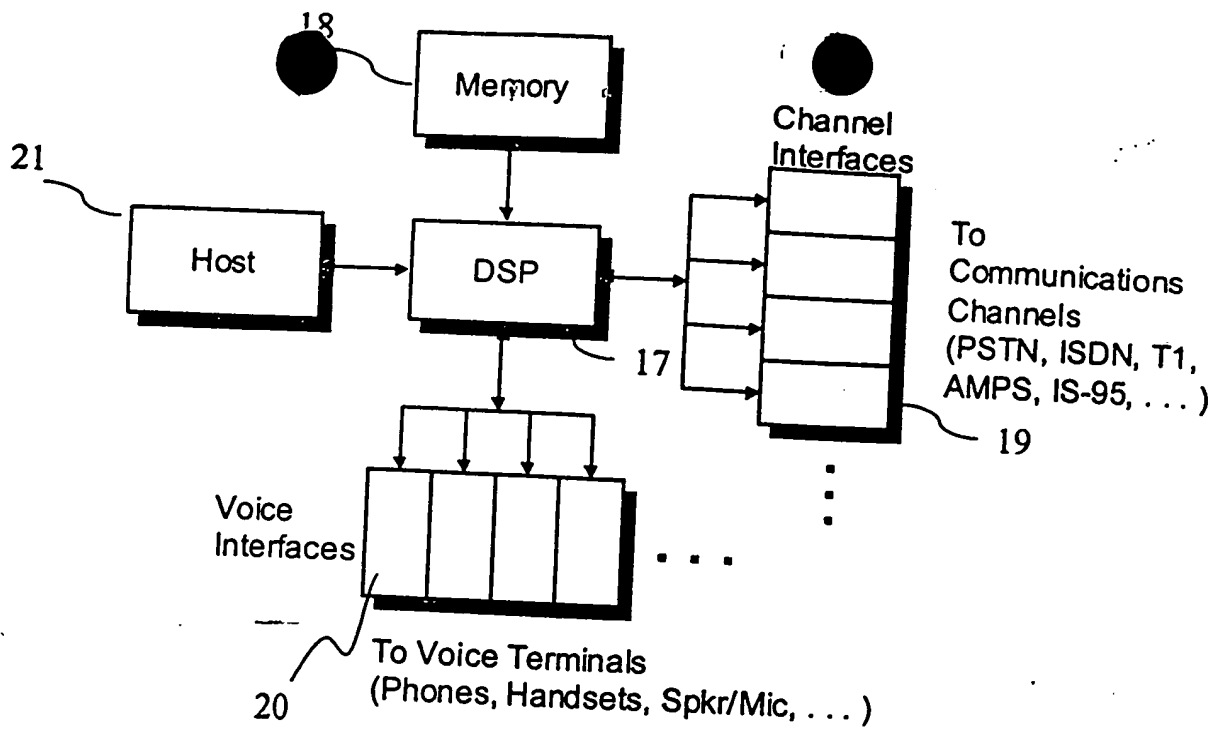 18
Memory
Channel
Interfaces
21
Host
DSP
17
To
Communications
Channels
(PSTN, ISDN, T1,
AMPS, IS-95, . . . )
19
Voice
Interfaces
20
To Voice Terminals
(Phones, Handsets, Spkr/Mic, . . . )